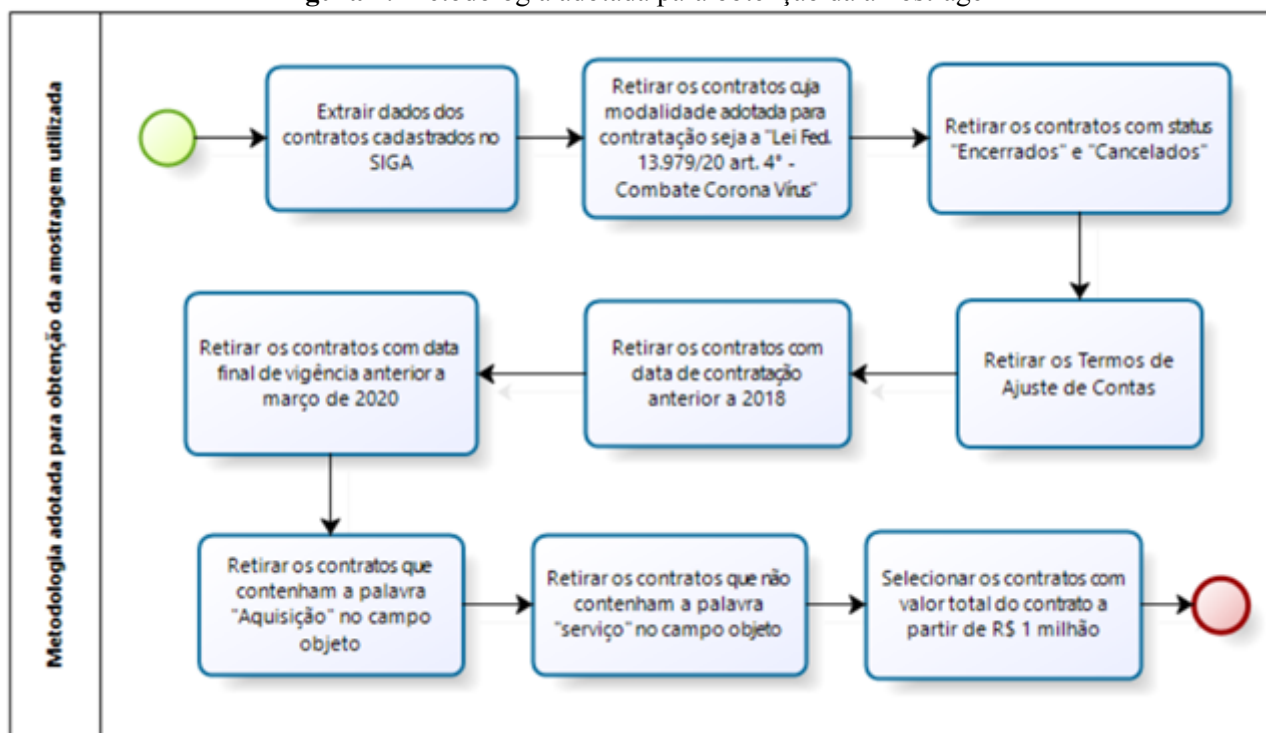 Metodologia adotada para obtenção da amostragem utilizada
Extrair dados dos
contratos cadastrados no
SIGA
Retirar os contratos cuja
modalidade adotada para
contratação seja a "Lei Fed.
13.979/20 art. 4° -
Combate Corona Vírus"
Retirar os contratos com status
"Encerrados" e "Cancelados"
Retirar os Termos de
Ajuste de Contas
Retirar os contratos com
data de contratação
anterior a 2018
Retirar os contratos com data
final de vigência anterior a
março de 2020
Retirar os contratos que
contenham a palavra
"Aquisição" no campo
objeto
Retirar os contratos que não
contenham a palavra
"serviço" no campo objeto
Selecionar os contratos com
valor total do contrato a
partir de R$ 1 milhão